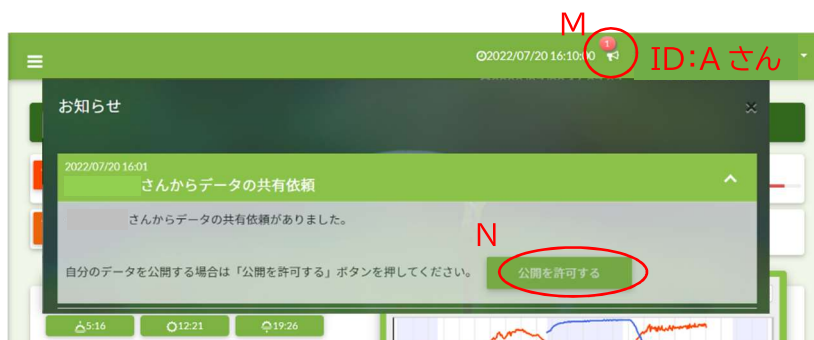 M
2022/07/20 16:10:00
1
ID:Aさん
お知らせ
×
2022/07/20 16:01
さんからデータの共有依頼
さんからデータの共有依頼がありました。
N
自分のデータを公開する場合は「公開を許可する」ボタンを押してください。
公開を許可する
5:16
12:21
19:26